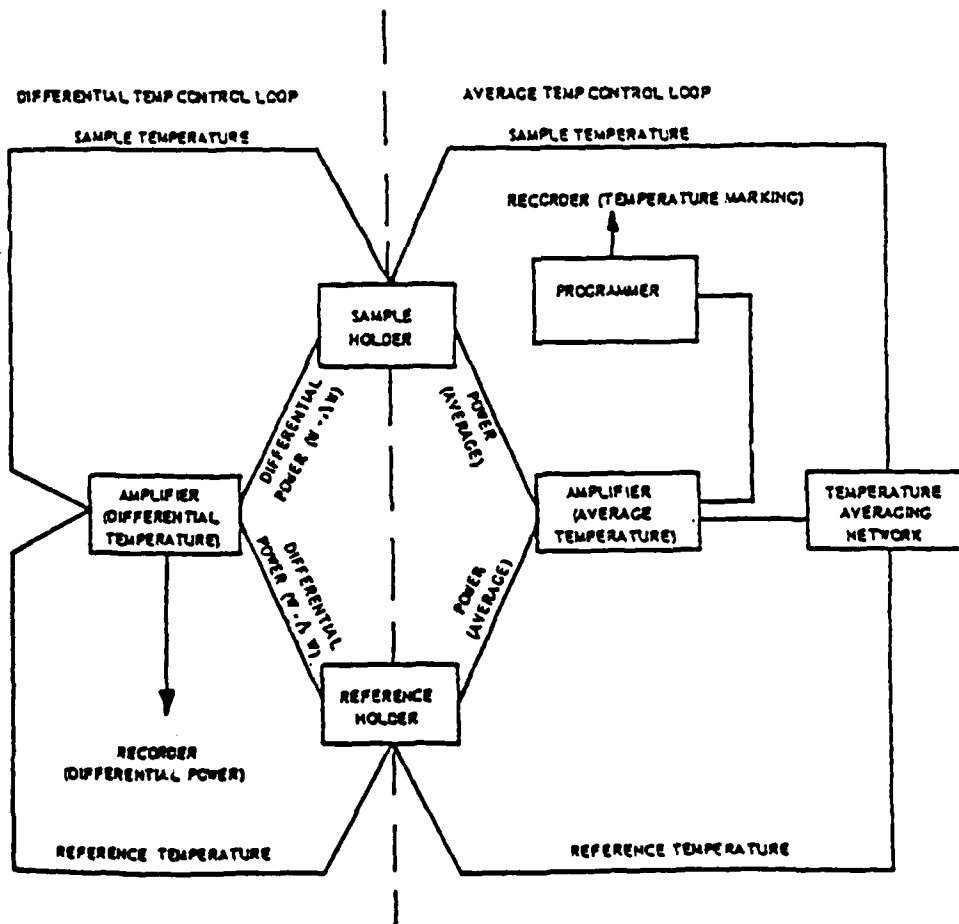 DIFFERENTIAL TEMP CONTROL LOOP
AVERAGE TEMP CONTROL LOOP
SAMPLE TEMPERATURE
SAMPLE TEMPERATURE
RECORDER (TEMPERATURE MARKING)
PROGRAMMER
SAMPLE
HOLDER
DIFFERENTIAL
POWER
POWER
(AVERAGE)
AMPLIFIER
(DIFFERENTIAL
TEMPERATURE)
AMPLIFIER
(AVERAGE
TEMPERATURE)
TEMPERATURE
AVERAGING
NETWORK
DIFFERENTIAL
POWER
POWER
(AVERAGE)
REFERENCE
HOLDER
RECORDER
(DIFFERENTIAL POWER)
REFERENCE TEMPERATURE
REFERENCE TEMPERATURE